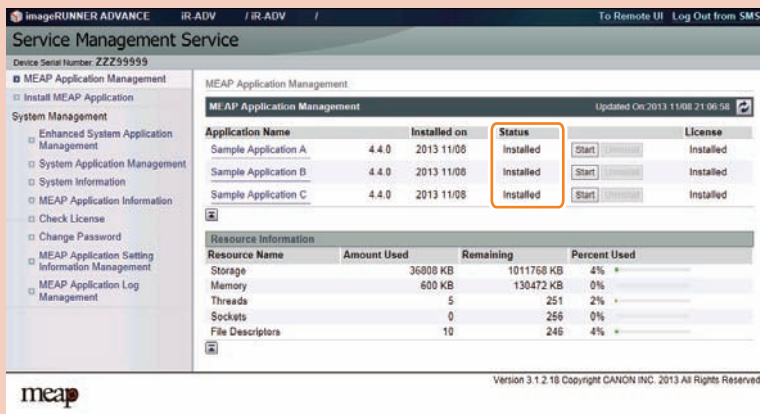 imageRUNNER ADVANCE iR-ADV / iR-ADV / To Remote UI Log Out from SMS
Service Management Service
Device Serial Number: ZZZ99999
MEAP Application Management
Install MEAP Application
System Management
Enhanced System Application
Management
System Application Management
System Information
MEAP Application Information
Check License
Change Password
MEAP Application Setting
Information Management
MEAP Application Log
Management
MEAP Application Management
MEAP Application Management Updated On:2013 11/08 21:06:58
Application Name Installed on Status License
Sample Application A 4.4.0 2013 11/08 Installed Start Uninstall Installed
Sample Application B 4.4.0 2013 11/08 Installed Start Uninstall Installed
Sample Application C 4.4.0 2013 11/08 Installed Start Uninstall Installed
Resource Information
Resource Name Amount Used Remaining Percent Used
Storage 36808 KB 1011768 KB 4%
Memory 600 KB 130472 KB 0%
Threads 5 251 2%
Sockets 0 256 0%
File Descriptors 10 246 4%
Version 3.1.2.18 Copyright CANON INC. 2013 All Rights Reserved
meap